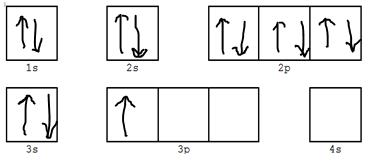 ↑↓ ↑↓ ↑↓ ↑↓ ↑↓
1s 2s 2p
↑↓ ↑
3s 3p 4s